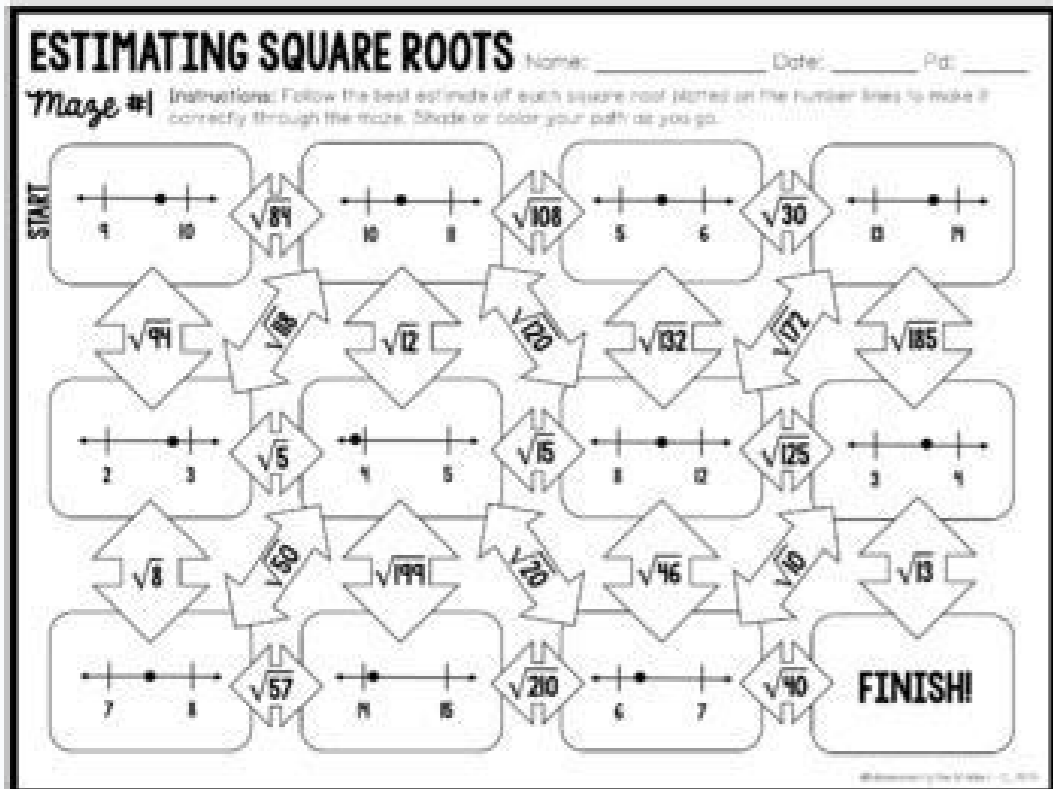 ESTIMATING SQUARE ROOTS Name: Date: Pd:
Maze #1 Instructions: Follow the best estimate of each square root plotted on the number lines to make it
correctly through the maze. Shade or color your path as you go.
START
9 10 √84 10 11 √108 5 6 √30 13 14
√94 √118 √12 √120 √132 √172 √185
2 3 √5 4 5 √15 11 12 √125 3 4
√8 √50 √199 √20 √46 √10 √13
7 8 √57 14 15 √210 6 7 √40 FINISH!